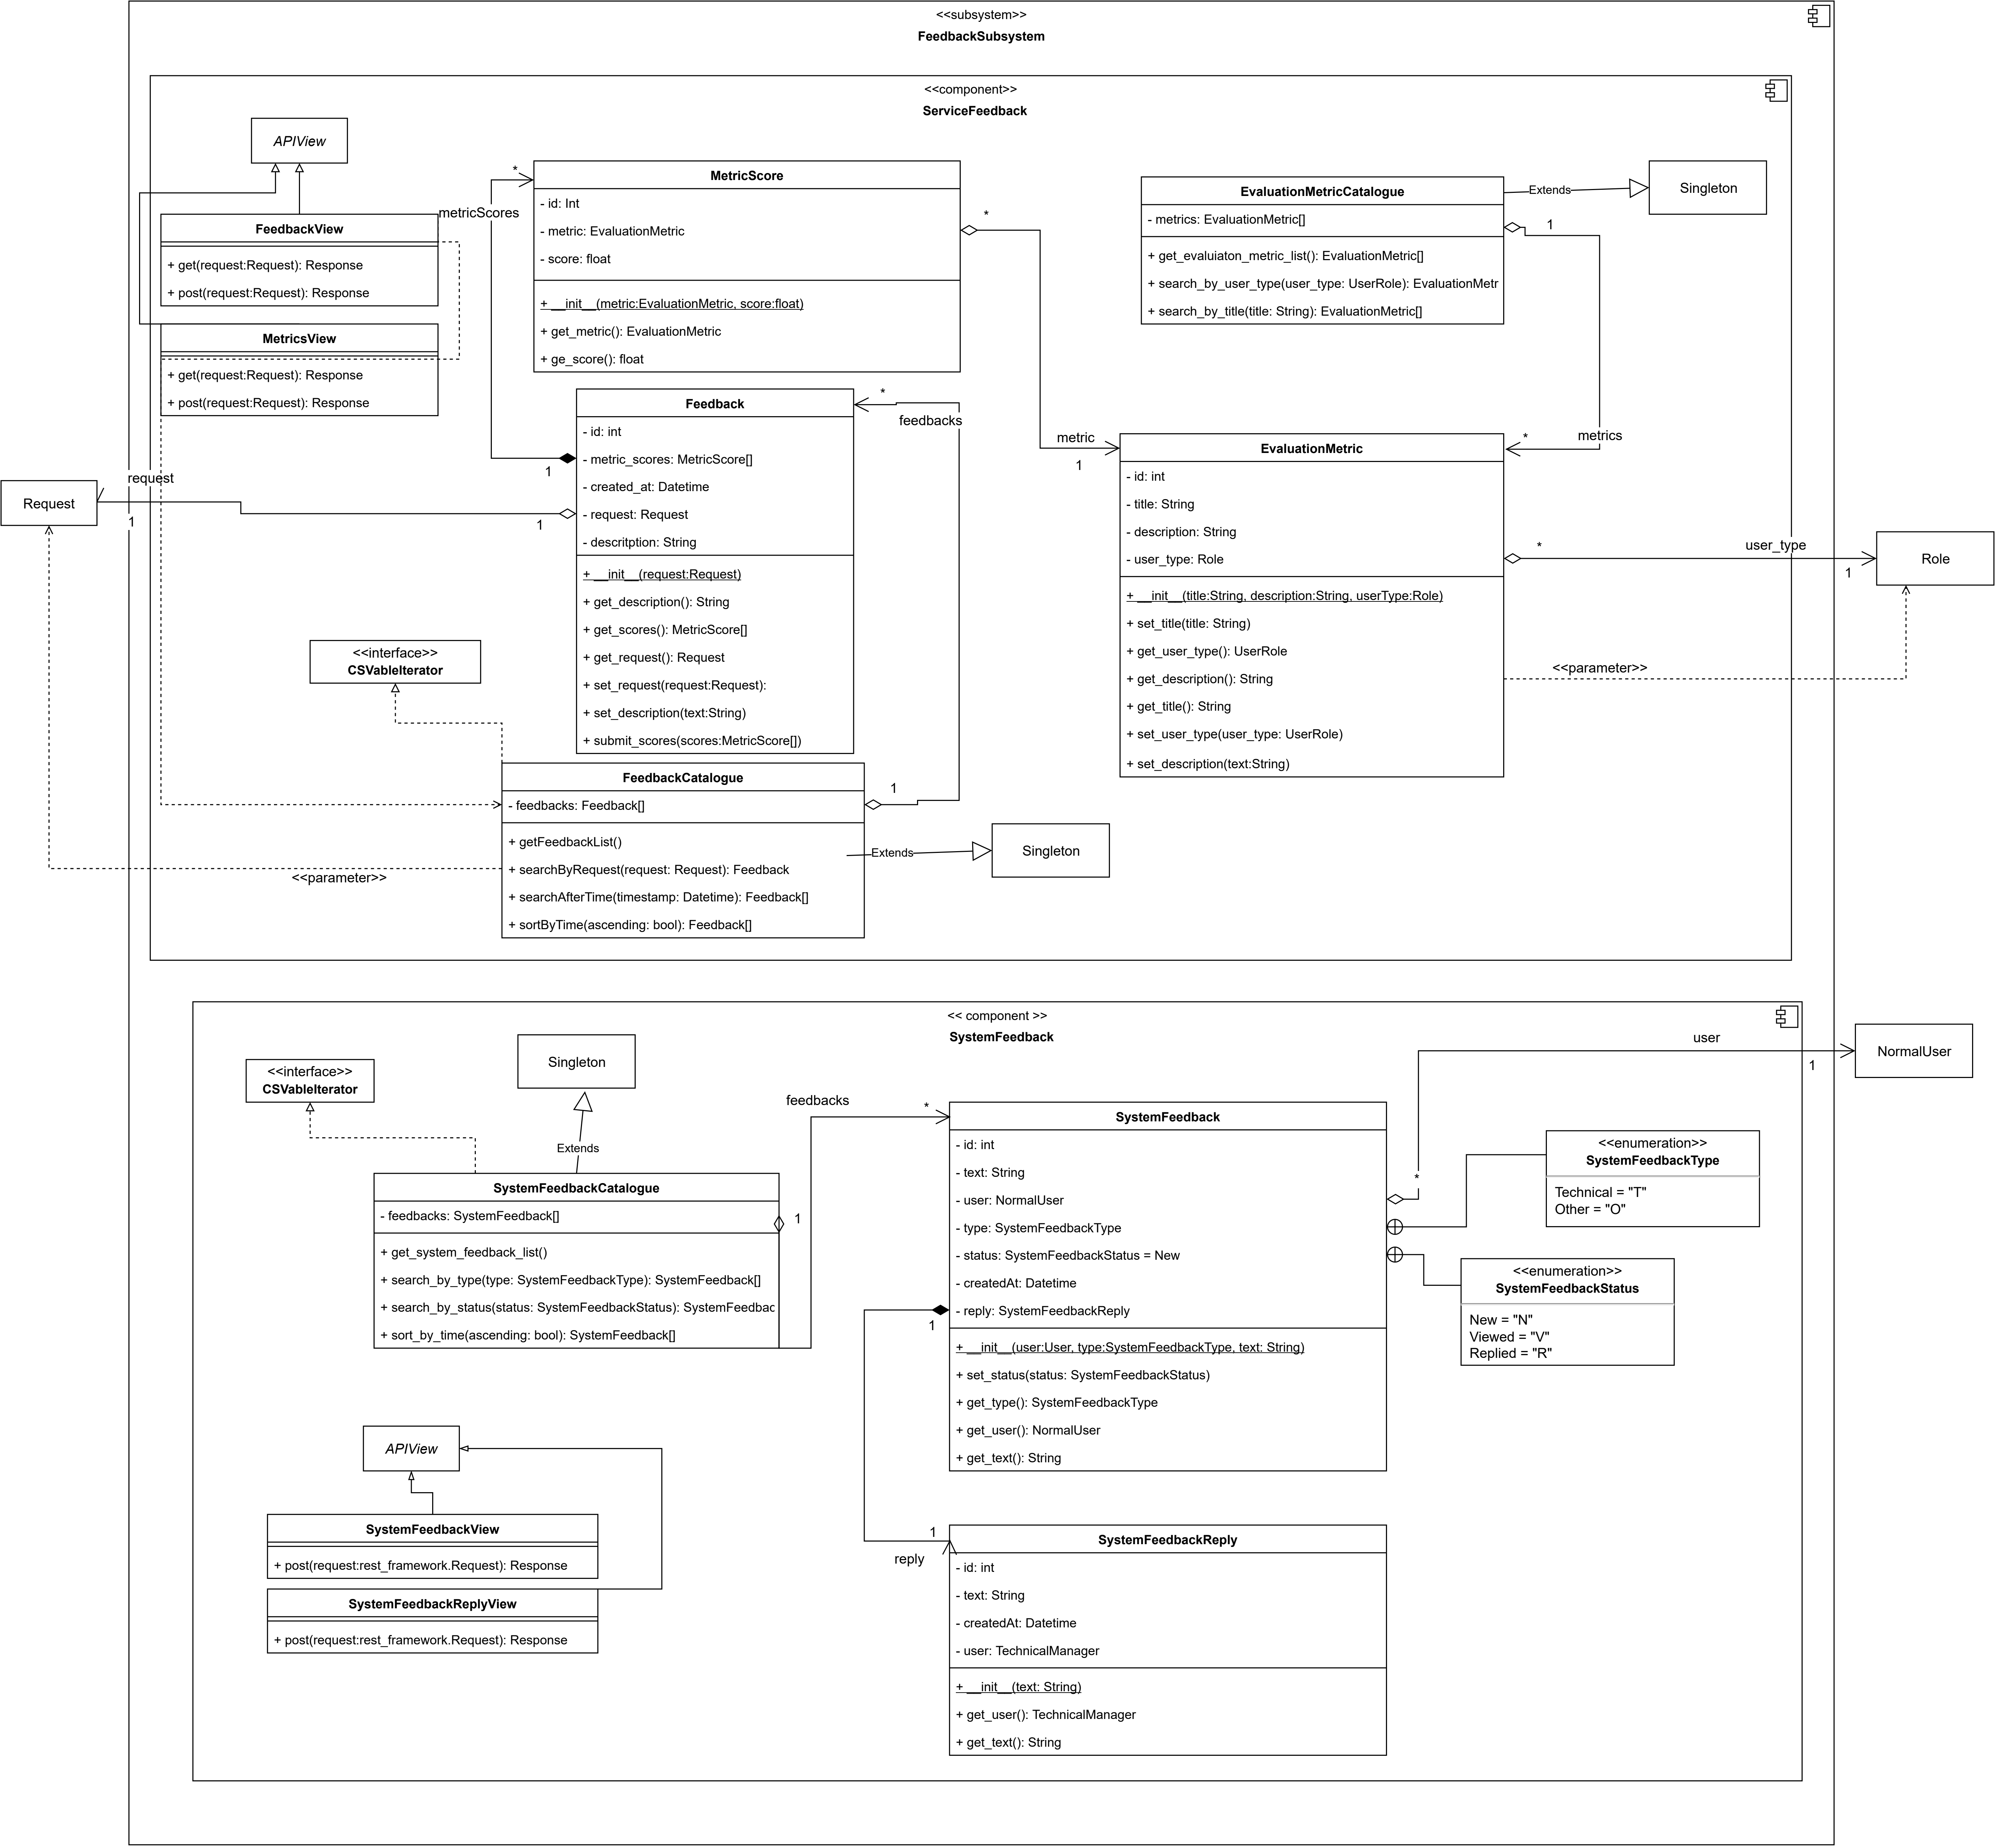 <<subsystem>>
FeedbackSubsystem
<<component>>
ServiceFeedback
APIView
FeedbackView
+ get(request:Request): Response
+ post(request:Request): Response
MetricsView
+ get(request:Request): Response
+ post(request:Request): Response
*
metricScores
MetricScore
- id: Int
- metric: EvaluationMetric
- score: float
+ __init__(metric:EvaluationMetric, score:float)
+ get_metric(): EvaluationMetric
+ ge_score(): float
*
EvaluationMetricCatalogue
- metrics: EvaluationMetric[]
+ get_evaluiaton_metric_list(): EvaluationMetric[]
+ search_by_user_type(user_type: UserRole): EvaluationMetr
+ search_by_title(title: String): EvaluationMetric[]
Extends
Singleton
1
metrics
*
Feedback
- id: int
- metric_scores: MetricScore[]
- created_at: Datetime
- request: Request
- descritption: String
+ __init__(request:Request)
+ get_description(): String
+ get_scores(): MetricScore[]
+ get_request(): Request
+ set_request(request:Request):
+ set_description(text:String)
+ submit_scores(scores:MetricScore[])
*
feedbacks
1
1
request
1
Request
metric
1
EvaluationMetric
- id: int
- title: String
- description: String
- user_type: Role
+ __init__(title:String, description:String, userType:Role)
+ set_title(title: String)
+ get_user_type(): UserRole
+ get_description(): String
+ get_title(): String
+ set_user_type(user_type: UserRole)
+ set_description(text:String)
*
user_type
1
Role
<<parameter>>
<<interface>>
CSVableIterator
FeedbackCatalogue
- feedbacks: Feedback[]
+ getFeedbackList()
+ searchByRequest(request: Request): Feedback
+ searchAfterTime(timestamp: Datetime): Feedback[]
+ sortByTime(ascending: bool): Feedback[]
1
Extends
Singleton
<<parameter>>
<< component >>
SystemFeedback
<<interface>>
CSVableIterator
Singleton
Extends
SystemFeedbackCatalogue
- feedbacks: SystemFeedback[]
+ get_system_feedback_list()
+ search_by_type(type: SystemFeedbackType): SystemFeedback[]
+ search_by_status(status: SystemFeedbackStatus): SystemFeedbac
+ sort_by_time(ascending: bool): SystemFeedback[]
1
feedbacks
*
SystemFeedback
- id: int
- text: String
- user: NormalUser
- type: SystemFeedbackType
- status: SystemFeedbackStatus = New
- createdAt: Datetime
- reply: SystemFeedbackReply
+ __init__(user:User, type:SystemFeedbackType, text: String)
+ set_status(status: SystemFeedbackStatus)
+ get_type(): SystemFeedbackType
+ get_user(): NormalUser
+ get_text(): String
user
1
*
NormalUser
<<enumeration>>
SystemFeedbackType
Technical = "T"
Other = "O"
<<enumeration>>
SystemFeedbackStatus
New = "N"
Viewed = "V"
Replied = "R"
1
1
reply
APIView
SystemFeedbackView
+ post(request:rest_framework.Request): Response
SystemFeedbackReplyView
+ post(request:rest_framework.Request): Response
SystemFeedbackReply
- id: int
- text: String
- createdAt: Datetime
- user: TechnicalManager
+ __init__(text: String)
+ get_user(): TechnicalManager
+ get_text(): String